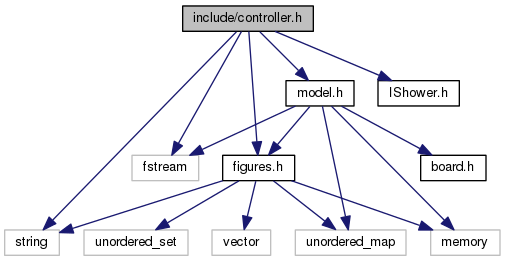 include/controller.h
model.h
IShower.h
fstream
figures.h
board.h
string
unordered_set
vector
unordered_map
memory